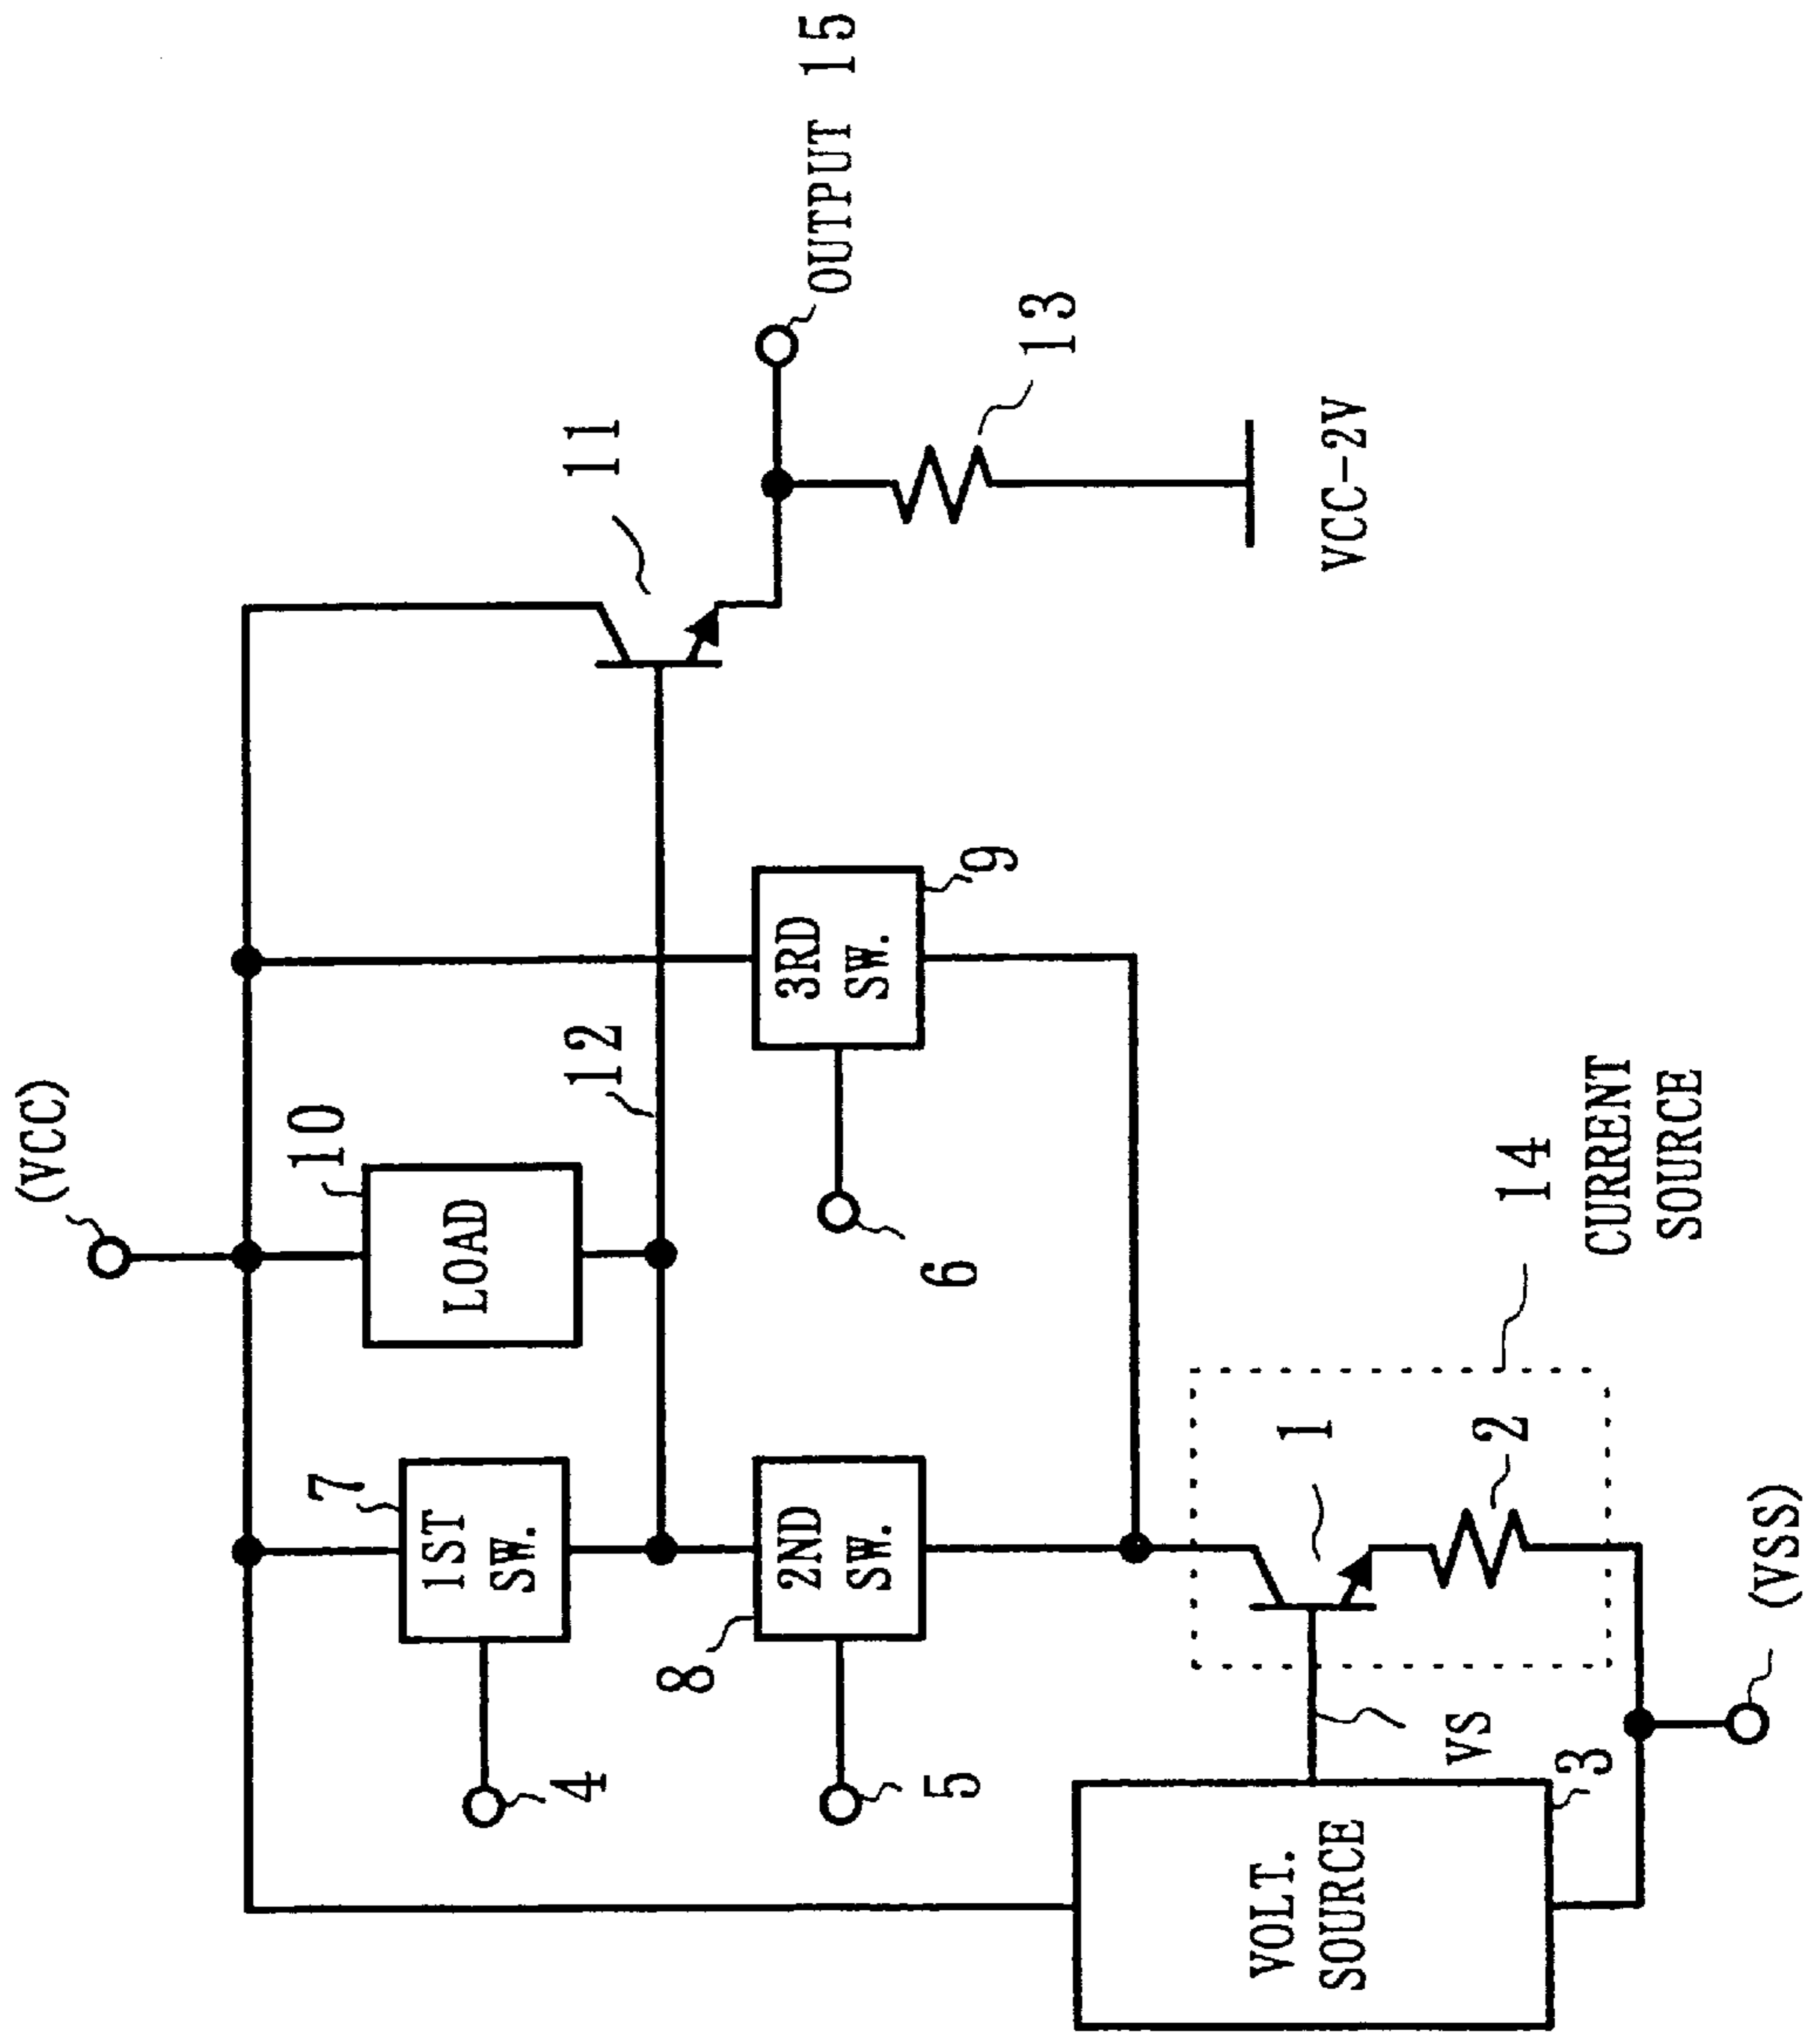 (VCC)
10
LOAD
7
1ST
SW.
4
12
11
OUTPUT 15
13
VCC-2V
3RD
SW.
9
6
8
2ND
SW.
5
1
2
14
CURRENT
SOURCE
VS
VOLT.
SOURCE
3
(VSS)